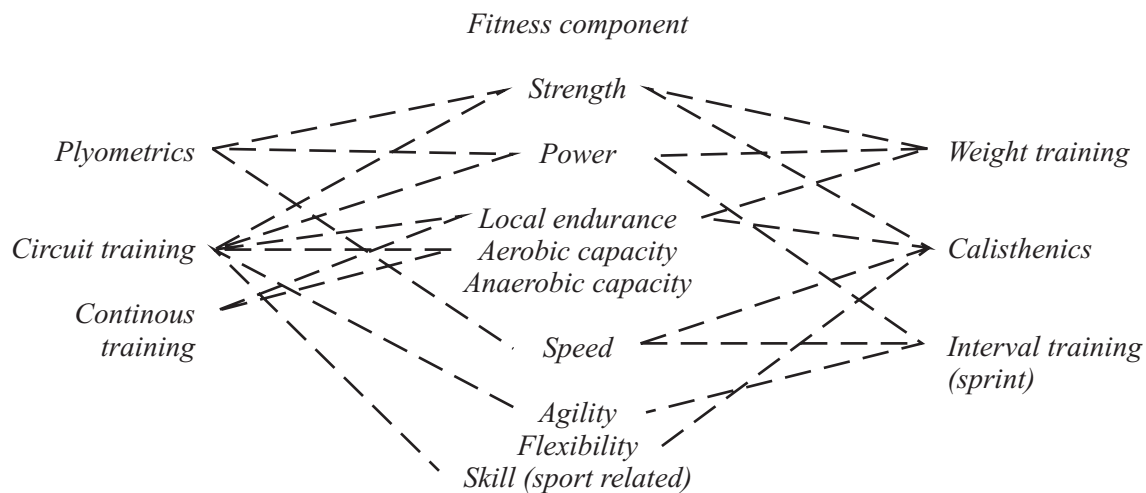 Fitness component
Strength
Plyometrics
Power
Weight training
Local endurance
Circuit training
Aerobic capacity
Calisthenics
Anaerobic capacity
Continous
training
Speed
Interval training
(sprint)
Agility
Flexibility
Skill (sport related)